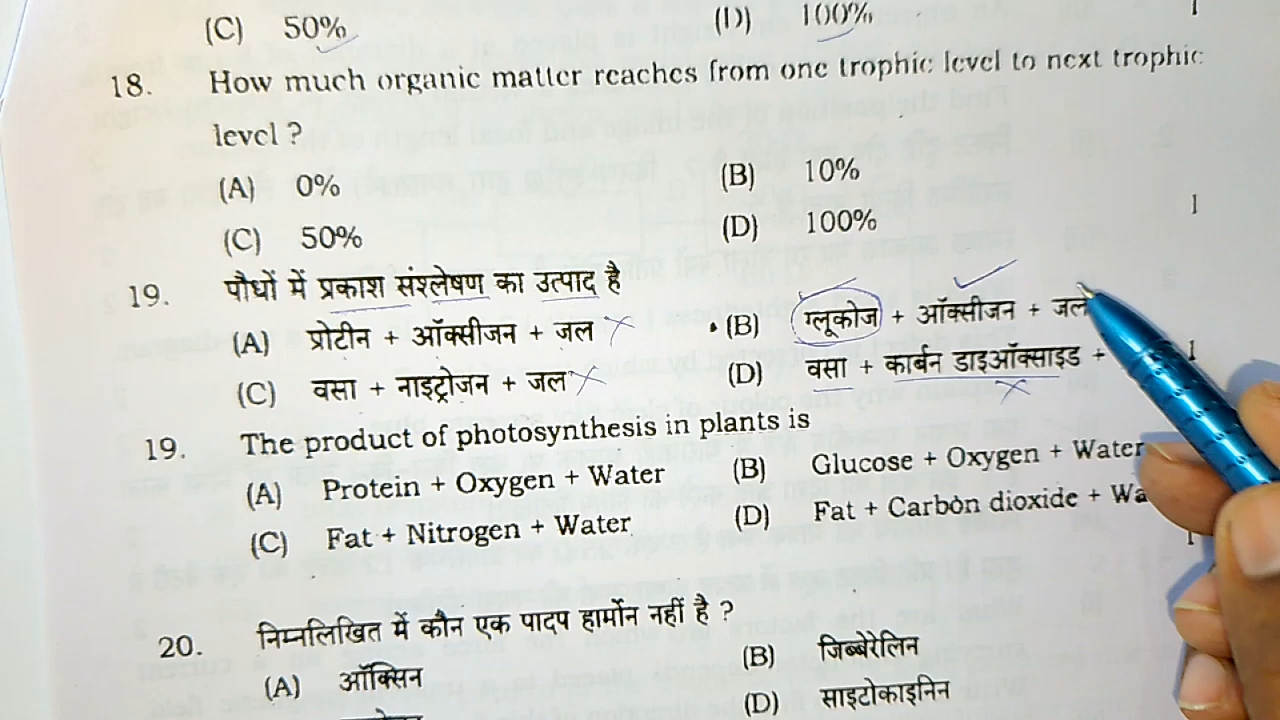 (C) 50% (D) 100%
18. How much organic matter reaches from one trophic level to next trophic
level ?
(A) 0% (B) 10%
(C) 50% (D) 100%
1
19. पौधों में प्रकाश संश्लेषण का उत्पाद है
(A) प्रोटीन + ऑक्सीजन + जल (B) ग्लूकोज + ऑक्सीजन + जल
(C) वसा + नाइट्रोजन + जल (D) वसा + कार्बन डाइऑक्साइड +
1
19. The product of photosynthesis in plants is
(A) Protein + Oxygen + Water (B) Glucose + Oxygen + Water
(C) Fat + Nitrogen + Water (D) Fat + Carbon dioxide +
20. निम्नलिखित में कौन एक पादप हार्मोन नहीं है ?
(A) ऑक्सिन (B) जिब्बेरेलिन
(D) साइटोकाइनिन